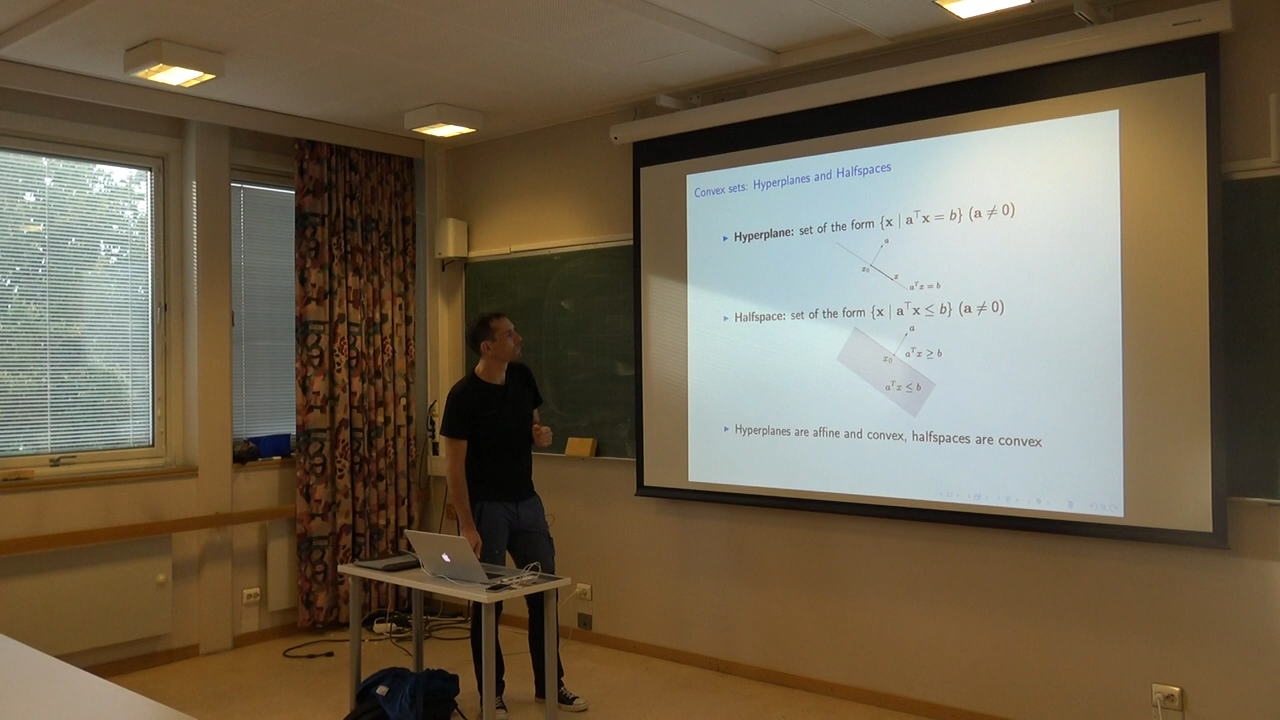 Convex sets: Hyperplanes and Halfspaces
▶ Hyperplane: set of the form {x | aᵀx = b} (a ≠ 0)
a
x₀
x
aᵀx = b
▶ Halfspace: set of the form {x | aᵀx ≤ b} (a ≠ 0)
a
x₀
aᵀx ≥ b
aᵀx ≤ b
▶ Hyperplanes are affine and convex, halfspaces are convex